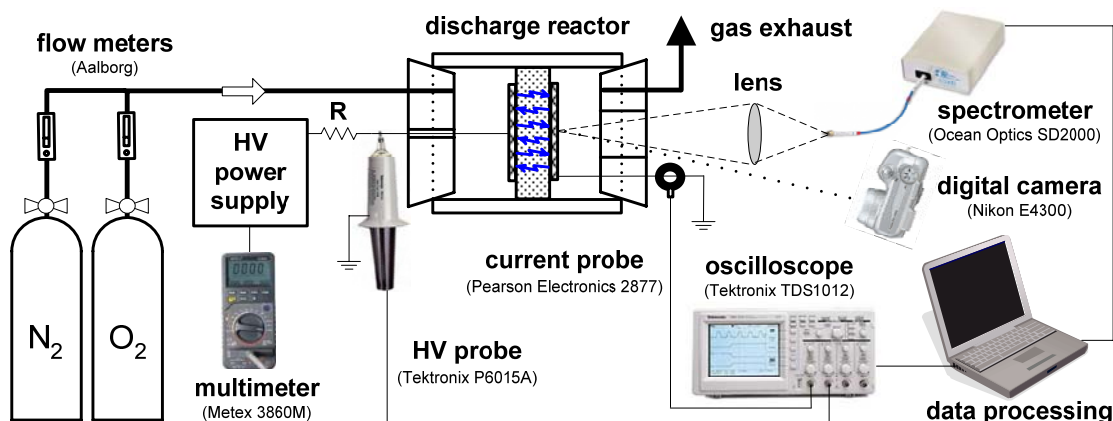 flow meters
(Aalborg)
discharge reactor
gas exhaust
lens
spectrometer
(Ocean Optics SD2000)
R
HV
power
supply
digital camera
(Nikon E4300)
current probe
(Pearson Electronics 2877)
oscilloscope
(Tektronix TDS1012)
N2
O2
HV probe
(Tektronix P6015A)
multimeter
(Metex 3860M)
data processing